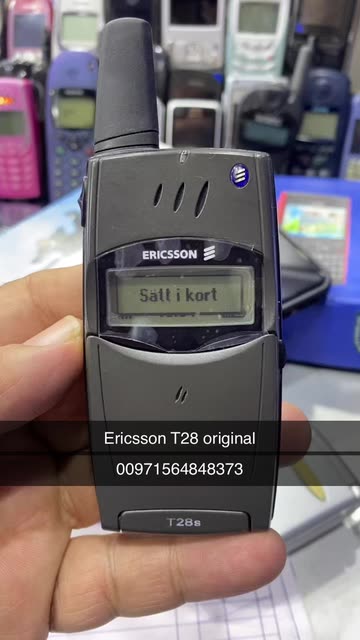 ERICSSON
Sätt i kort
Ericsson T28 original
00971564848373
T28s